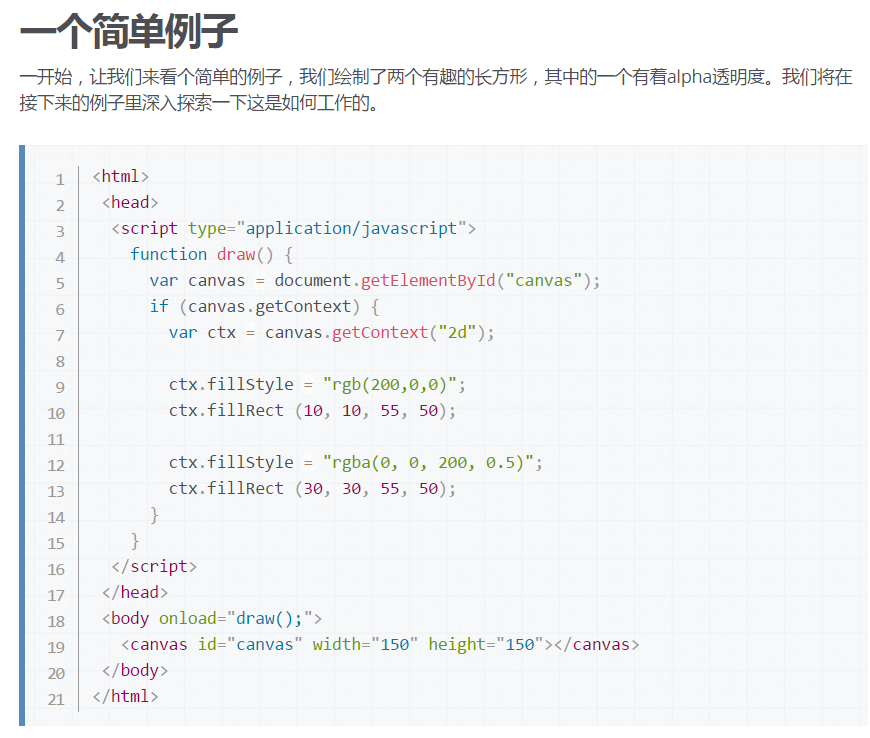 一个简单例子
一开始，让我们来看个简单的例子，我们绘制了两个有趣的长方形，其中的一个有着alpha透明度。我们将在
接下来的例子里深入探索一下这是如何工作的。
1 <html>
2  <head>
3   <script type="application/javascript">
4     function draw() {
5       var canvas = document.getElementById("canvas");
6       if (canvas.getContext) {
7         var ctx = canvas.getContext("2d");
8
9         ctx.fillStyle = "rgb(200,0,0)";
10         ctx.fillRect (10, 10, 55, 50);
11
12         ctx.fillStyle = "rgba(0, 0, 200, 0.5)";
13         ctx.fillRect (30, 30, 55, 50);
14       }
15     }
16   </script>
17  </head>
18  <body onload="draw();">
19    <canvas id="canvas" width="150" height="150"></canvas>
20  </body>
21 </html>